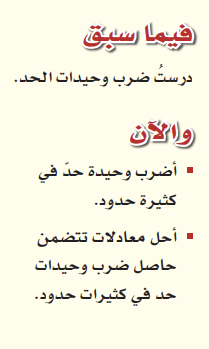 فيما سبق
درستُ ضرب وحيدات الحد.
والآن
▪ أضرب وحيدة حدّ في
كثيرة حدود.
▪ أحل معادلات تتضمن
حاصل ضرب وحيدات
حد في كثيرات حدود.